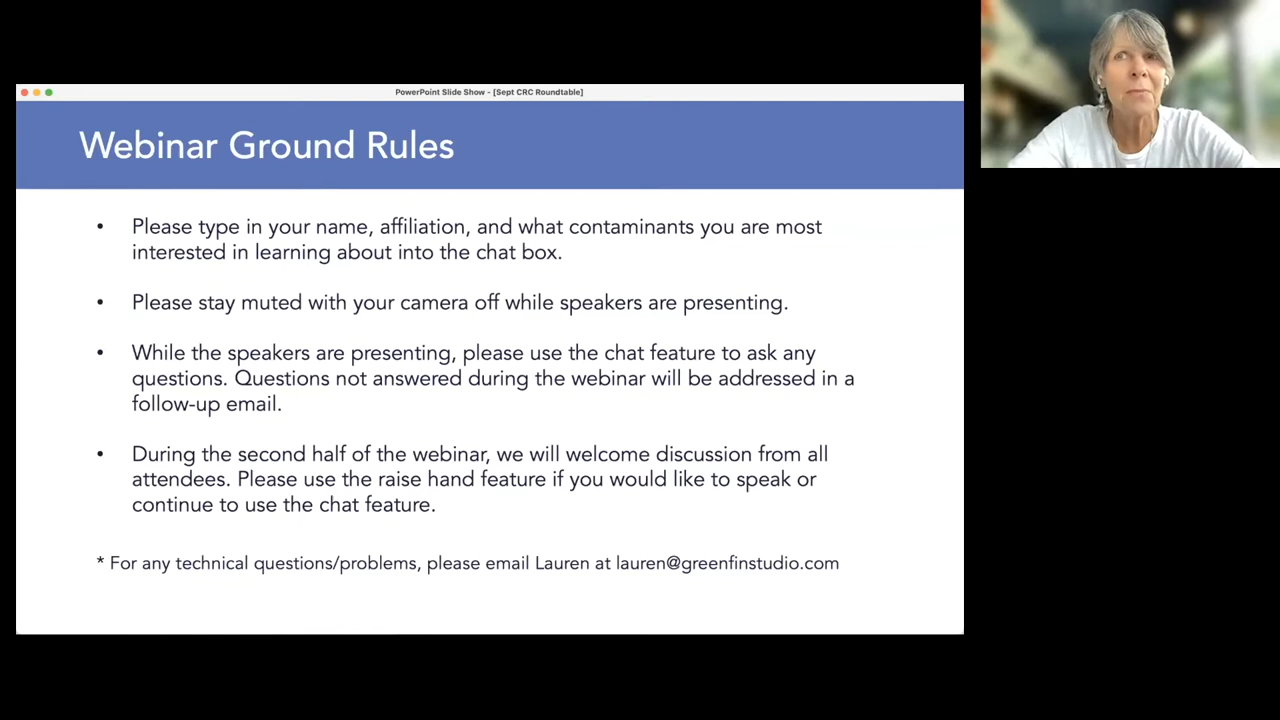 PowerPoint Slide Show - [Sept CRC Roundtable]
Webinar Ground Rules
• Please type in your name, affiliation, and what contaminants you are most
interested in learning about into the chat box.
• Please stay muted with your camera off while speakers are presenting.
• While the speakers are presenting, please use the chat feature to ask any
questions. Questions not answered during the webinar will be addressed in a
follow-up email.
• During the second half of the webinar, we will welcome discussion from all
attendees. Please use the raise hand feature if you would like to speak or
continue to use the chat feature.
* For any technical questions/problems, please email Lauren at lauren@greenfinstudio.com